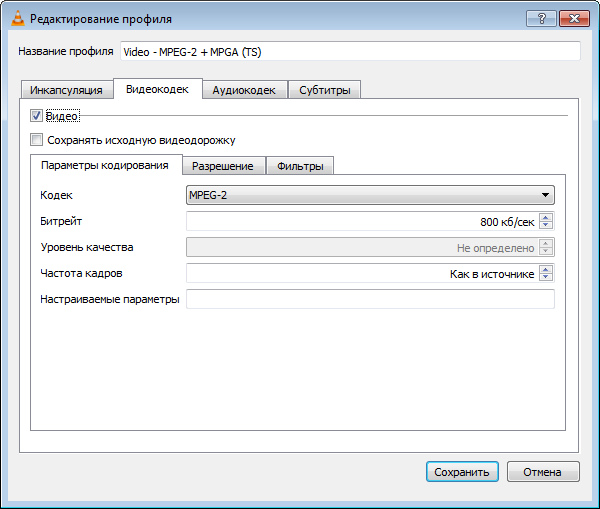 Редактирование профиля
Название профиля Video - MPEG-2 + MPGA (TS)
Инкапсуляция Видеокодек Аудиокодек Субтитры
Видео
Сохранять исходную видеодорожку
Параметры кодирования Разрешение Фильтры
Кодек MPEG-2
Битрейт 800 кб/сек
Уровень качества Не определено
Частота кадров Как в источнике
Настраиваемые параметры
Сохранить Отмена